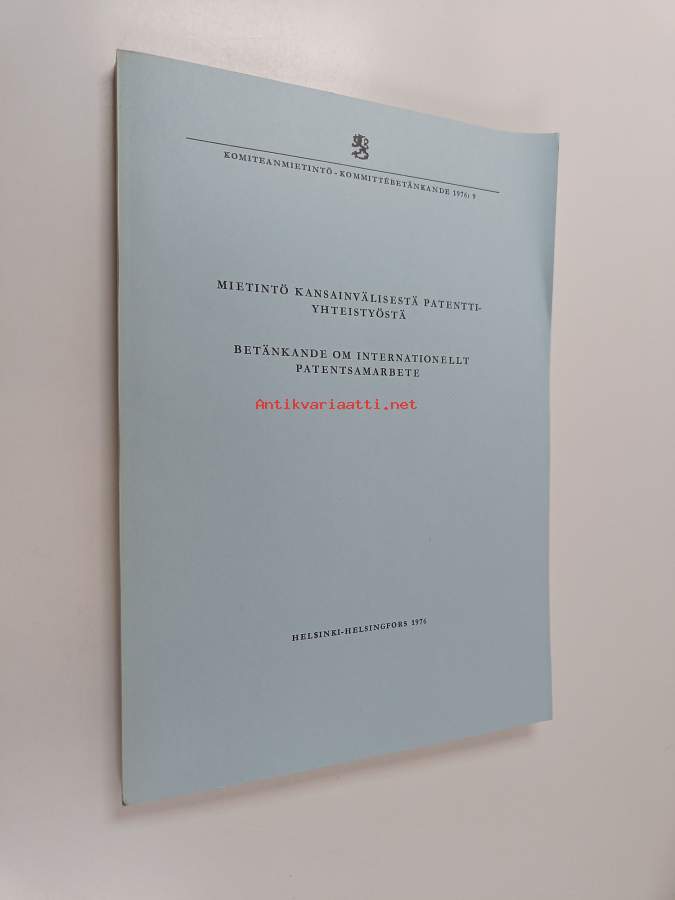 KOMITEANMIETINTÖ - KOMMITTÉBETÄNKANDE 1976: 9
MIETINTÖ KANSAINVÄLISESTÄ PATENTTI-
YHTEISTYÖSTÄ
BETÄNKANDE OM INTERNATIONELLT
PATENTSAMARBETE
Antikvariaatti.net
HELSINKI-HELSINGFORS 1976